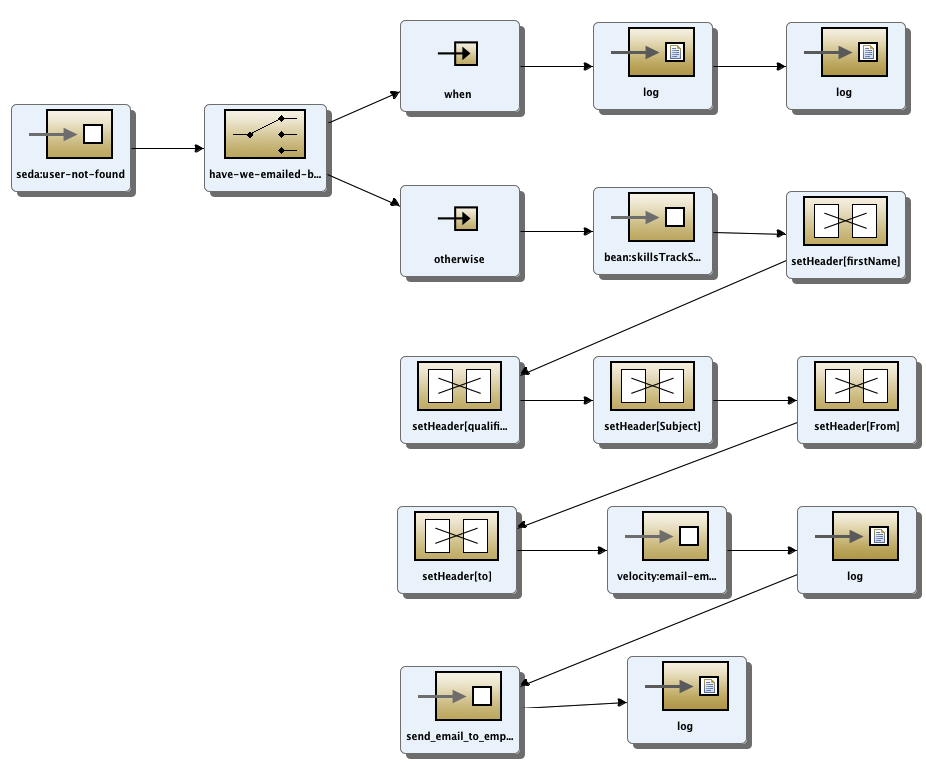 when
log
log
seda:user-not-found
have-we-emailed-b...
otherwise
bean:skillsTrackS...
setHeader[firstName]
setHeader[qualifi...
setHeader[Subject]
setHeader[From]
setHeader[to]
velocity:email-em...
log
send_email_to_emp...
log